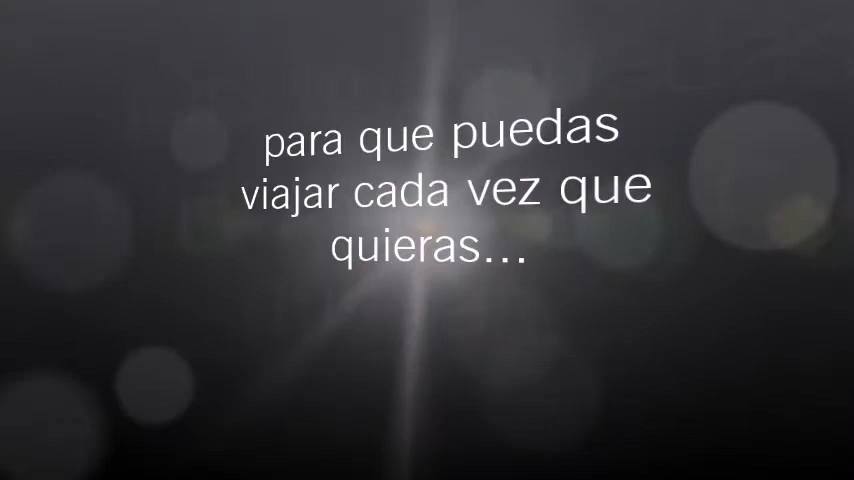 para que puedas
viajar cada vez que
quieras...